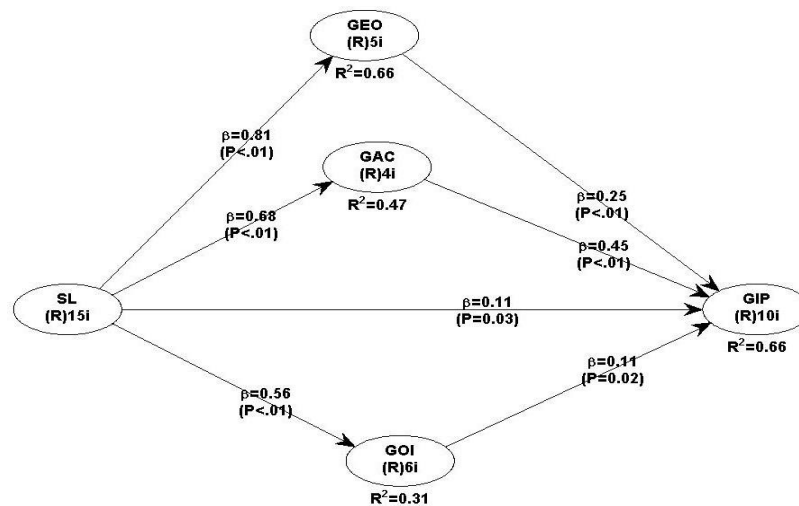 GEO
(R)5i
R²=0.66
β=0.81
(P<.01)
GAC
(R)4i
R²=0.47
β=0.25
(P<.01)
β=0.68
(P<.01)
β=0.45
(P<.01)
SL
(R)15i
β=0.11
(P=0.03)
GIP
(R)10i
R²=0.66
β=0.56
(P<.01)
β=0.11
(P=0.02)
GOI
(R)6i
R²=0.31